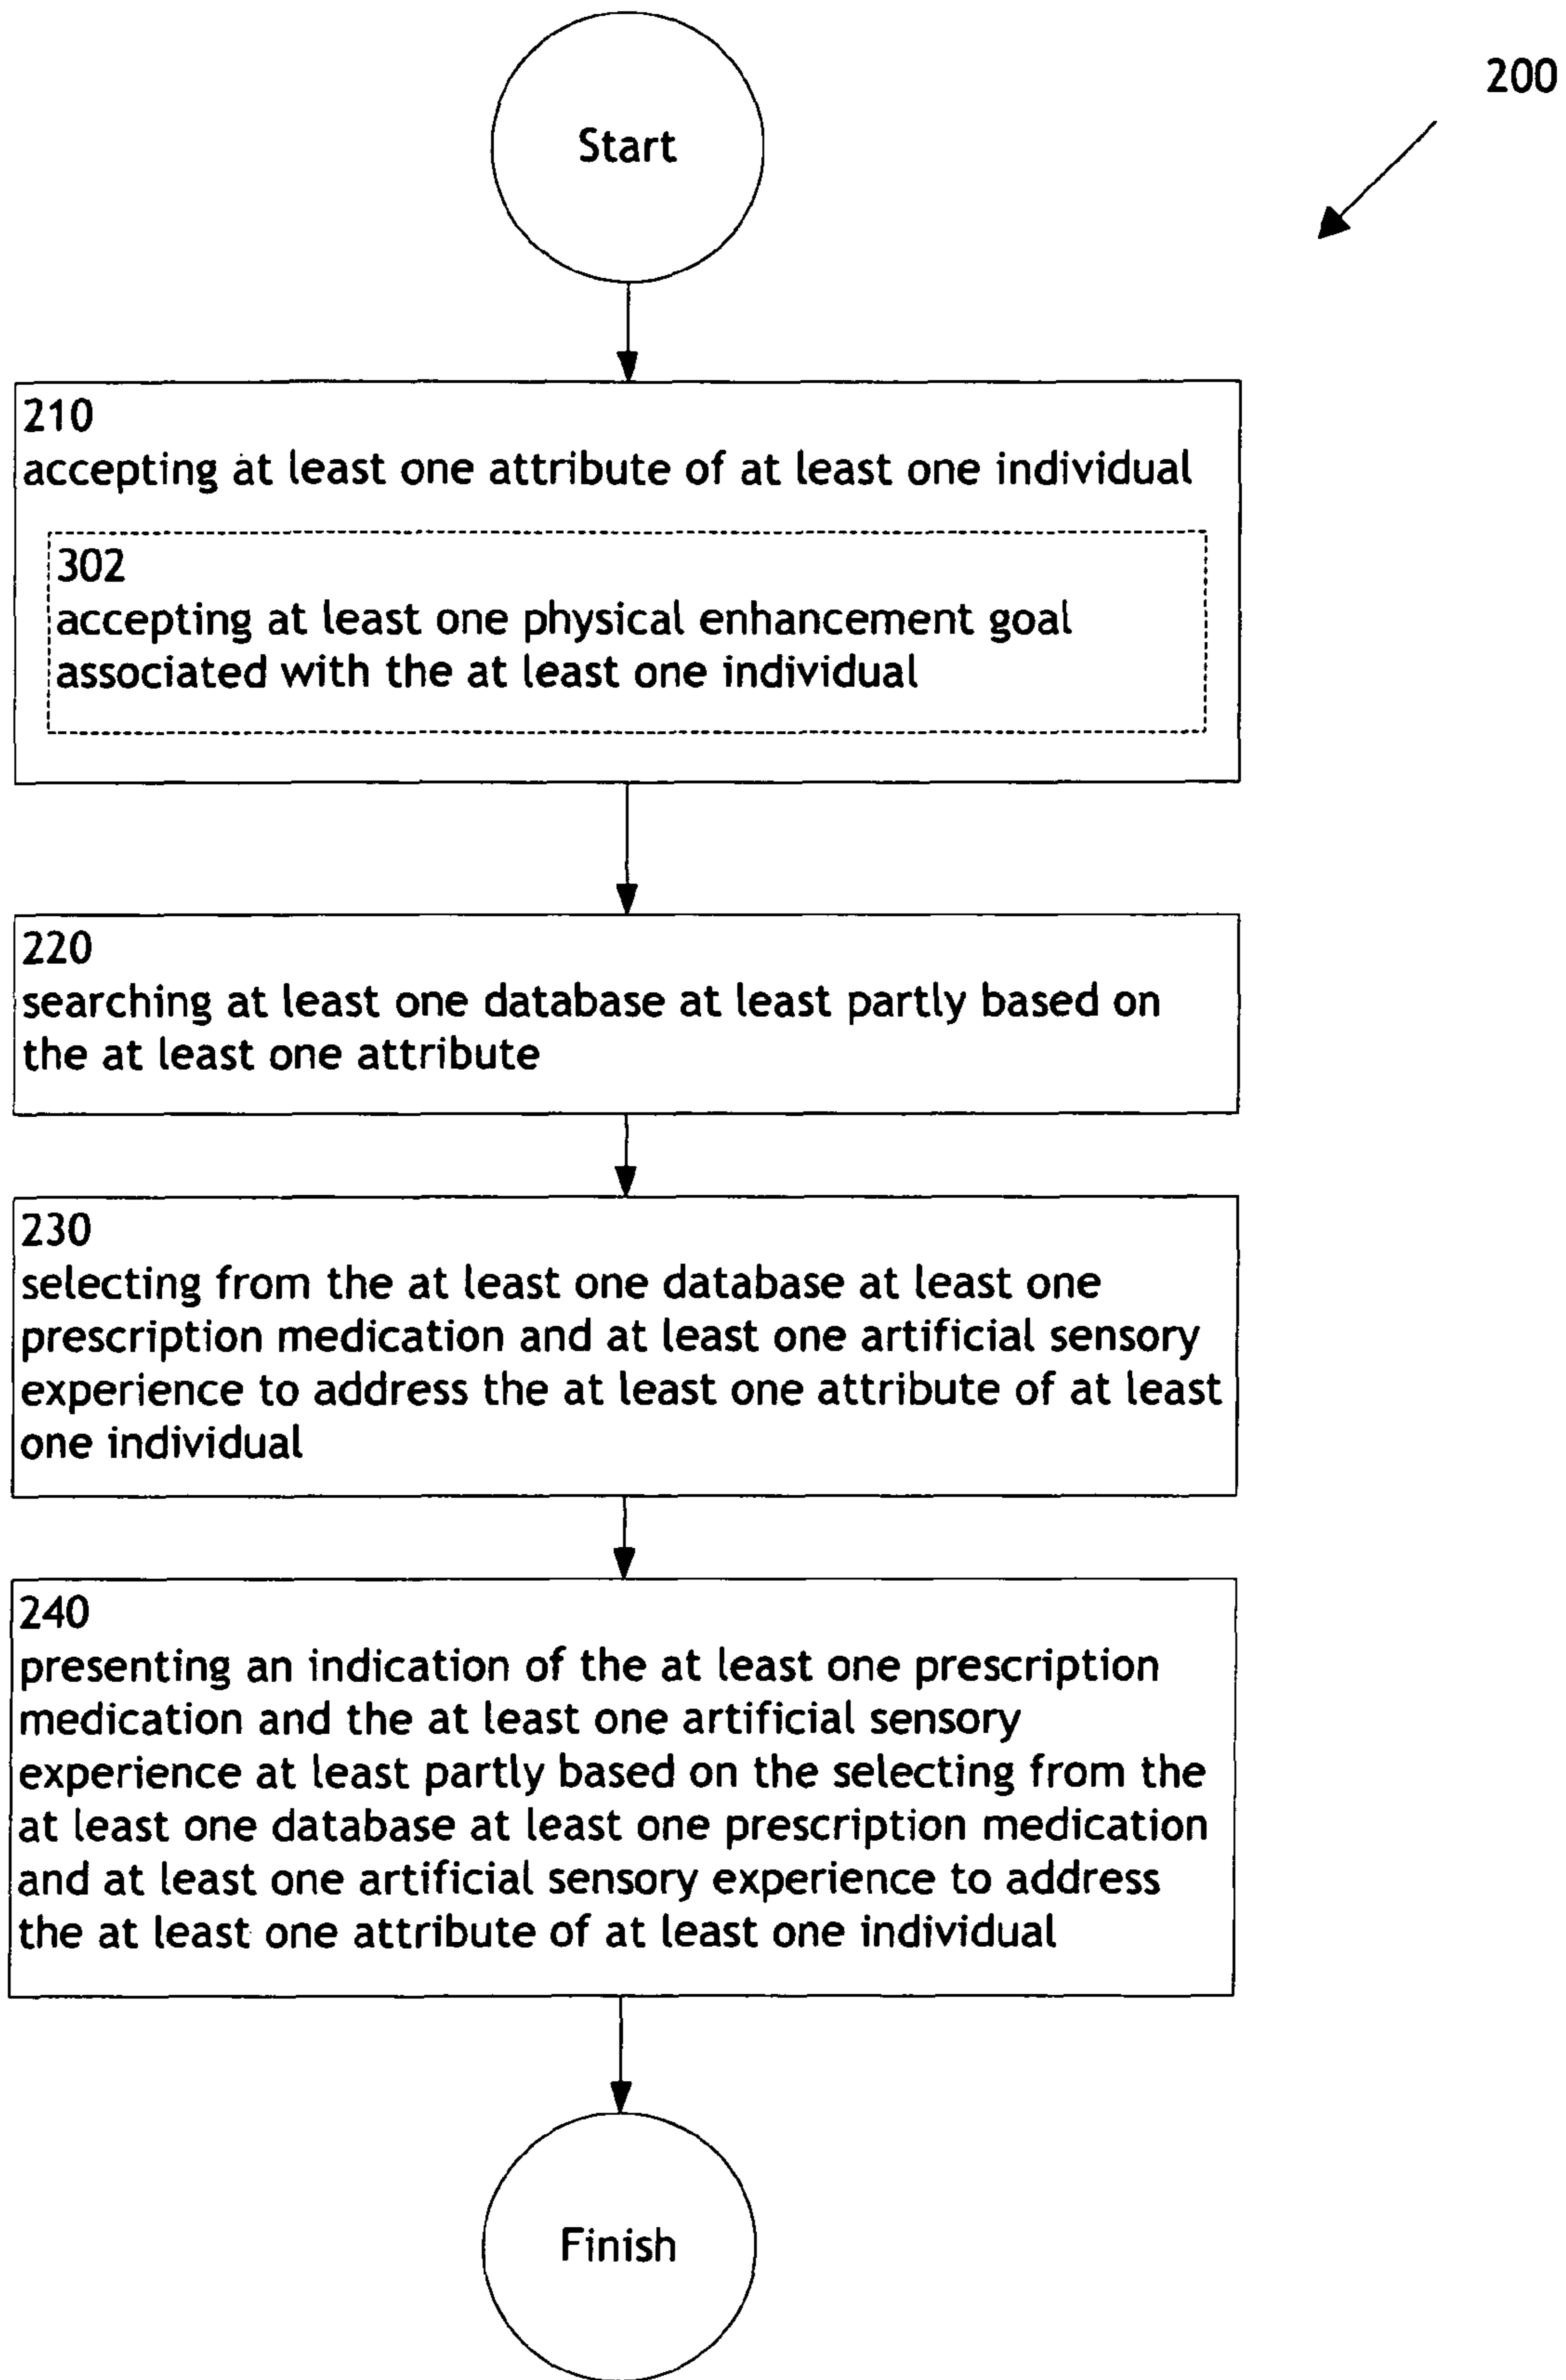 Start
200
210
accepting at least one attribute of at least one individual
302
accepting at least one physical enhancement goal
associated with the at least one individual
220
searching at least one database at least partly based on
the at least one attribute
230
selecting from the at least one database at least one
prescription medication and at least one artificial sensory
experience to address the at least one attribute of at least
one individual
240
presenting an indication of the at least one prescription
medication and the at least one artificial sensory
experience at least partly based on the selecting from the
at least one database at least one prescription medication
and at least one artificial sensory experience to address
the at least one attribute of at least one individual
Finish